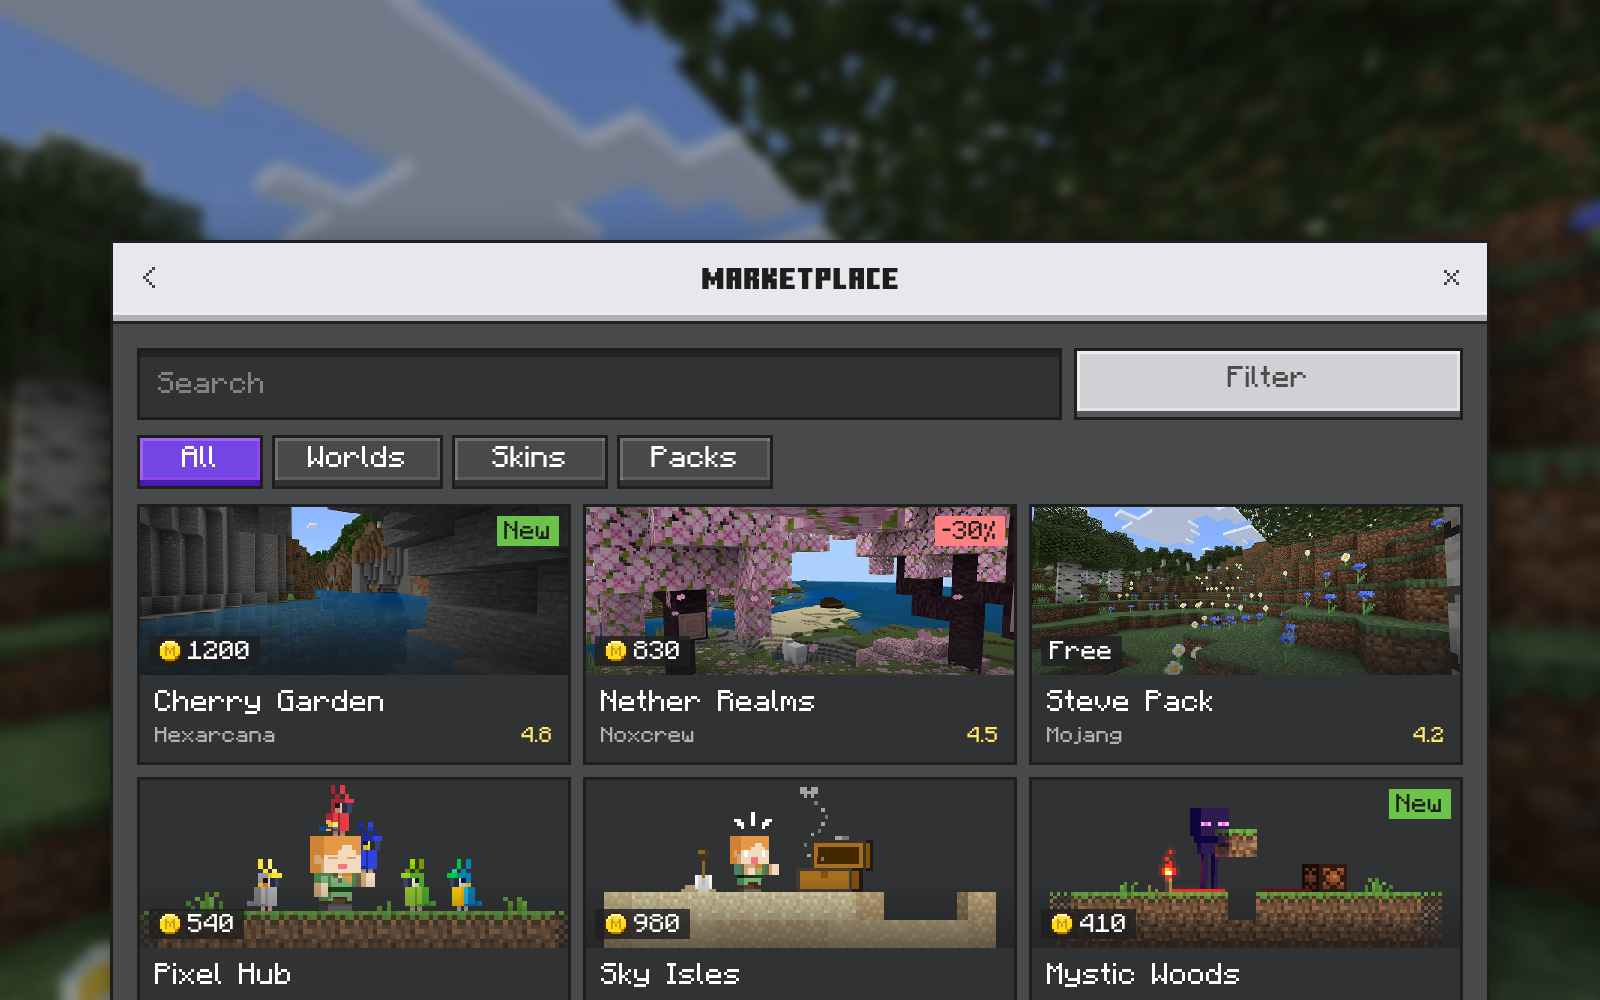 MARKETPLACE
Search
Filter
All
Worlds
Skins
Packs
New
1200
Cherry Garden
Hexarcana
4.8
-30%
830
Nether Realms
Noxcrew
4.5
Free
Steve Pack
Mojang
4.2
540
Pixel Hub
980
Sky Isles
New
410
Mystic Woods